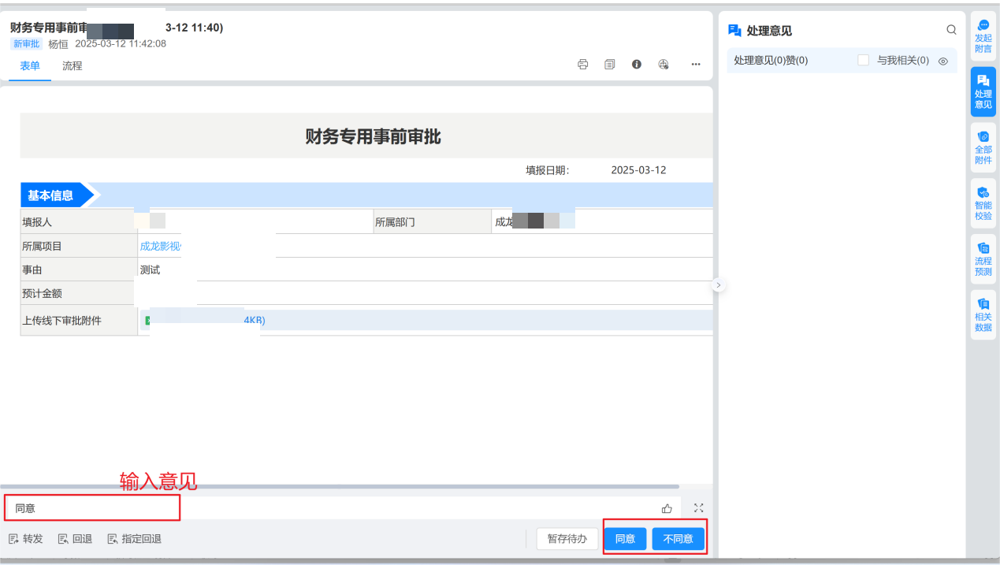 财务专用事前审 3-12 11:40)
新审批 杨恒 2025-03-12 11:42:08
表单 流程
财务专用事前审批
填报日期: 2025-03-12
基本信息
填报人 所属部门 成龙
所属项目 成龙影视
事由 测试
预计金额
上传线下审批附件 4KB)
输入意见
同意
转发 回退 指定回退 暂存待办 同意 不同意
处理意见
处理意见(0)赞(0) 与我相关(0)
发起
附言
处理
意见
全部
附件
智能
校验
流程
预测
相关
数据